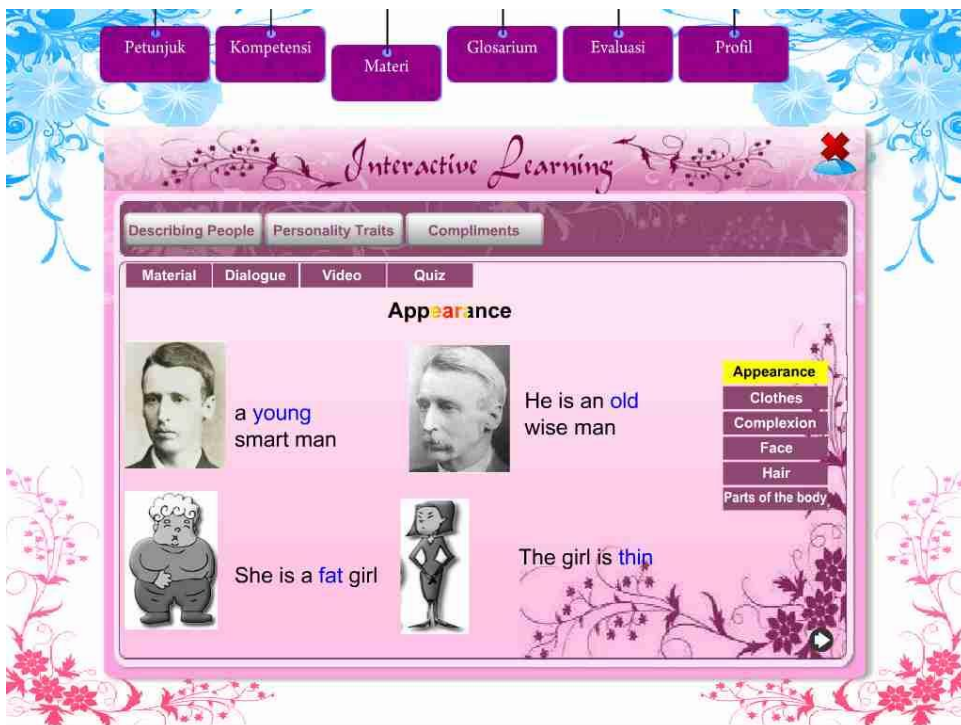 Petunjuk
Kompetensi
Materi
Glosarium
Evaluasi
Profil
Interactive Learning
Describing People
Personality Traits
Compliments
Material
Dialogue
Video
Quiz
Appearance
a young
smart man
He is an old
wise man
She is a fat girl
The girl is thin
Appearance
Clothes
Complexion
Face
Hair
Parts of the body